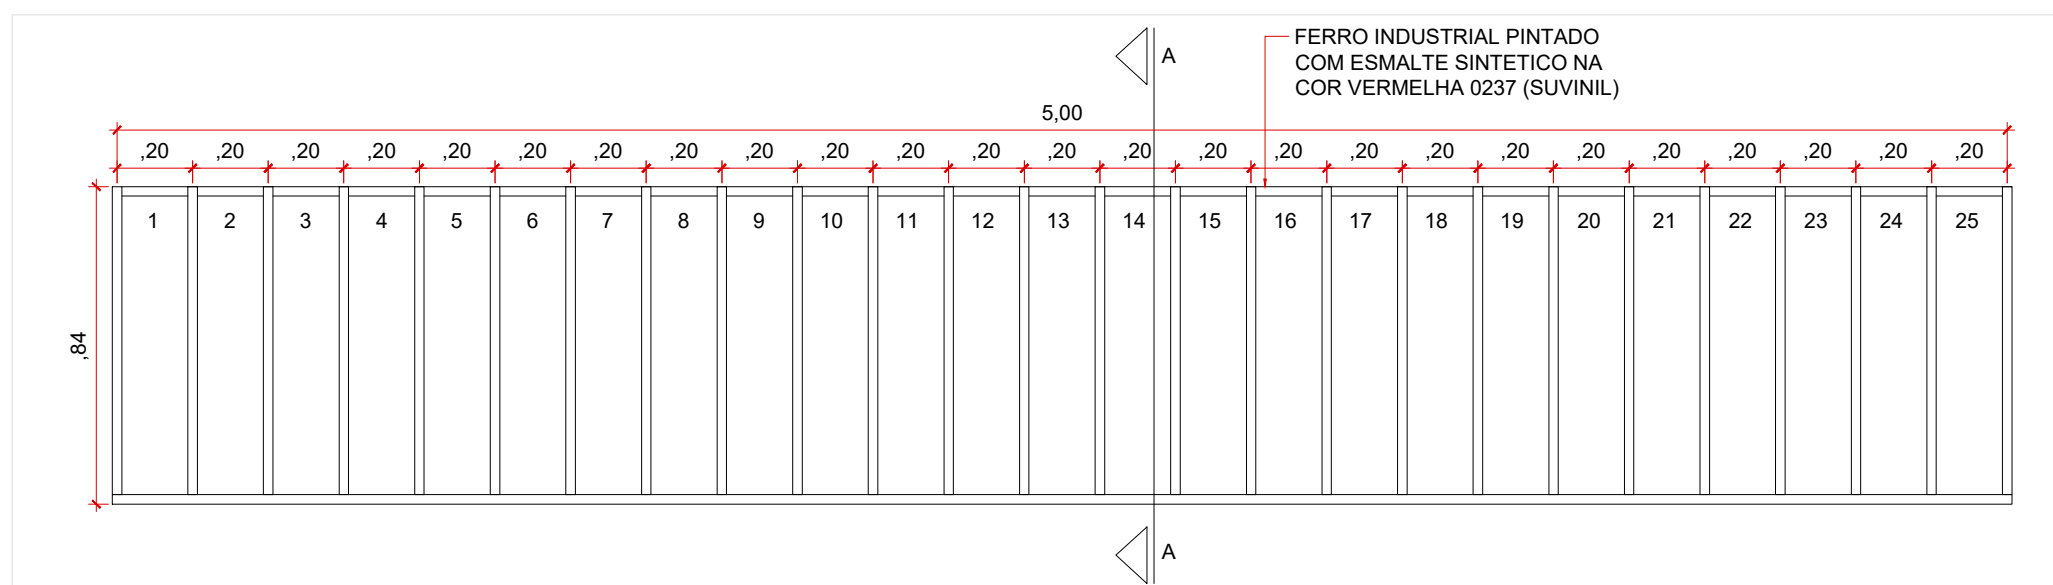 FERRO INDUSTRIAL PINTADO
COM ESMALTE SINTETICO NA
COR VERMELHA 0237 (SUVINIL)
A
5,00
,20 ,20 ,20 ,20 ,20 ,20 ,20 ,20 ,20 ,20 ,20 ,20 ,20 ,20 ,20 ,20 ,20 ,20 ,20 ,20 ,20 ,20 ,20 ,20 ,20
1 2 3 4 5 6 7 8 9 10 11 12 13 14 15 16 17 18 19 20 21 22 23 24 25
,84
A